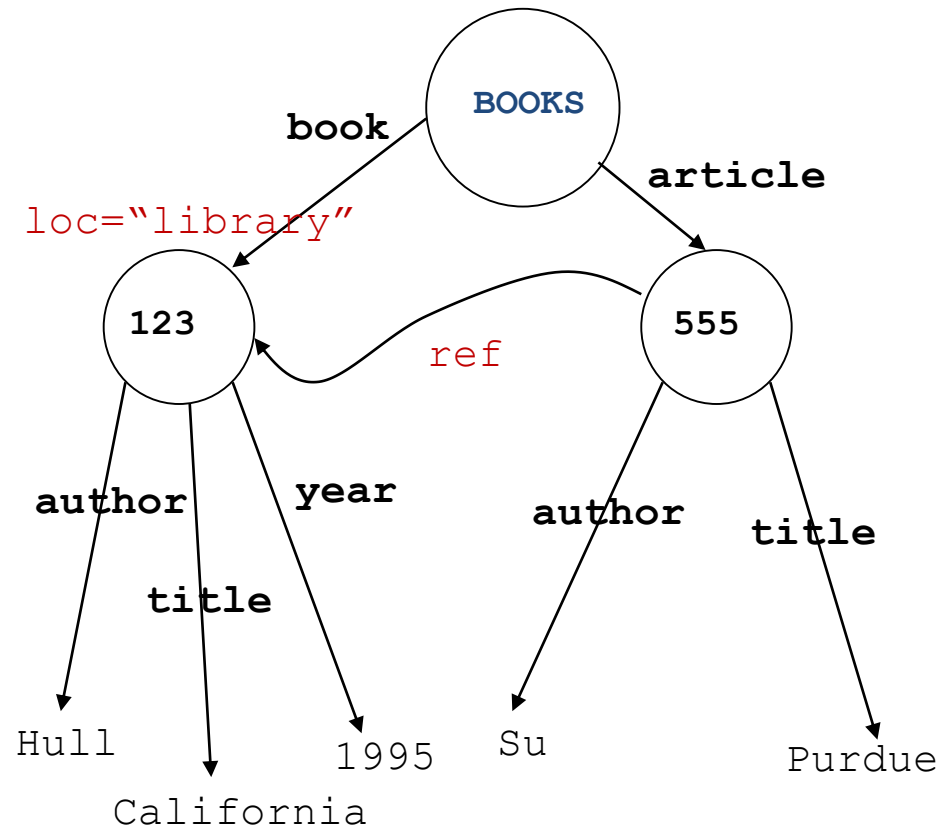 BOOKS
book
article
loc=“library”
123
555
ref
author
year
author
title
title
Hull
1995
Su
Purdue
California